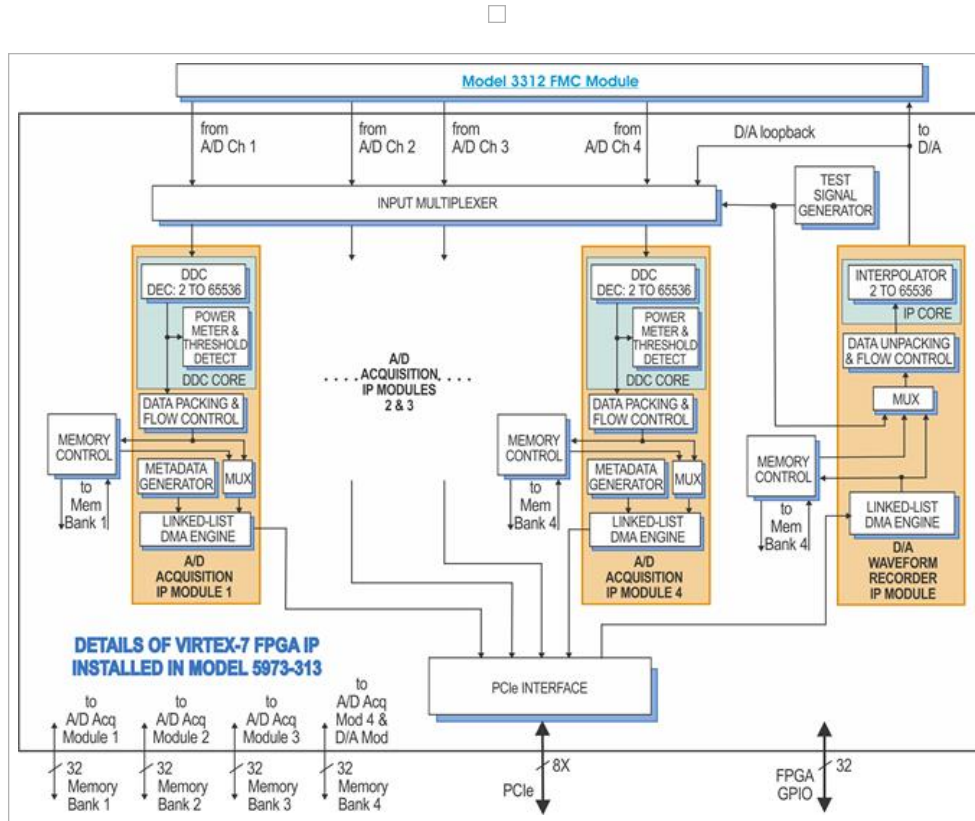 Model 3312 FMC Module
from
A/D Ch 1
from
A/D Ch 2
from
A/D Ch 3
from
A/D Ch 4
D/A loopback
to
D/A
INPUT MULTIPLEXER
TEST
SIGNAL
GENERATOR
DDC
DEC: 2 TO 65536
POWER
METER &
THRESHOLD
DETECT
DDC CORE
DATA PACKING &
FLOW CONTROL
MEMORY
CONTROL
METADATA
GENERATOR
MUX
to
Mem
Bank 1
LINKED-LIST
DMA ENGINE
A/D
ACQUISITION
IP MODULE 1
A/D
ACQUISITION
IP MODULES
2 & 3
DDC
DEC: 2 TO 65536
POWER
METER &
THRESHOLD
DETECT
DDC CORE
DATA PACKING &
FLOW CONTROL
MEMORY
CONTROL
METADATA
GENERATOR
MUX
to
Mem
Bank 4
LINKED-LIST
DMA ENGINE
A/D
ACQUISITION
IP MODULE 4
INTERPOLATOR
2 TO 65536
IP CORE
DATA UNPACKING
& FLOW CONTROL
MUX
MEMORY
CONTROL
to
Mem
Bank 4
LINKED-LIST
DMA ENGINE
D/A
WAVEFORM
RECORDER
IP MODULE
DETAILS OF VIRTEX-7 FPGA IP
INSTALLED IN MODEL 5973-313
PCIe INTERFACE
to
A/D Acq
Module 1
to
A/D Acq
Module 2
to
A/D Acq
Module 3
to
A/D Acq
Mod 4 &
D/A Mod
32
Memory
Bank 1
32
Memory
Bank 2
32
Memory
Bank 3
32
Memory
Bank 4
8X
PCIe
32
FPGA
GPIO